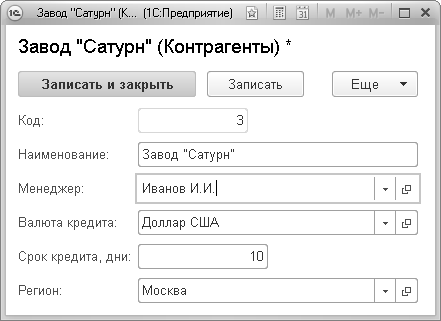 Завод "Сатурн" (К... (1С:Предприятие) 31 M M+ M-
Завод "Сатурн" (Контрагенты) *
Записать и закрыть Записать Еще
Код: 3
Наименование: Завод "Сатурн"
Менеджер: Иванов И.И.
Валюта кредита: Доллар США
Срок кредита, дни: 10
Регион: Москва